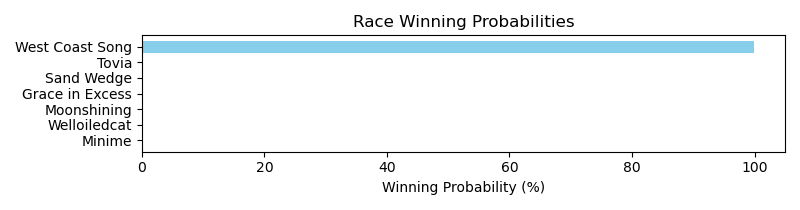 Race Winning Probabilities
West Coast Song
Tovia
Sand Wedge
Grace in Excess
Moonshining
Welloiledcat
Minime
0 20 40 60 80 100
Winning Probability (%)